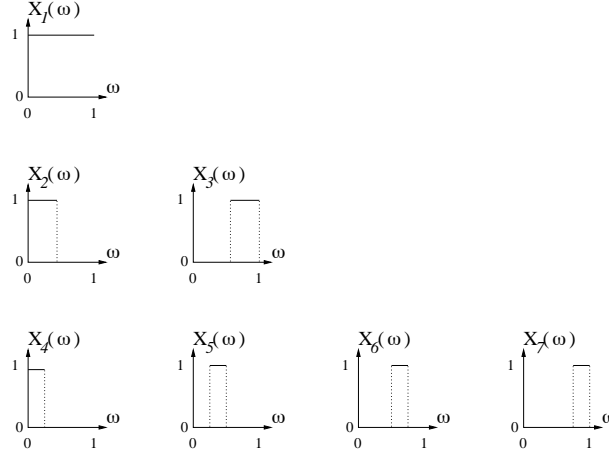 X₁(ω)
1
0
ω
0 1
X₂(ω) X₃(ω)
1 1
0 ω 0 ω
0 1 0 1
X₄(ω) X₅(ω) X₆(ω) X₇(ω)
1 1 1 1
0 ω 0 ω 0 ω 0 ω
0 1 0 1 0 1 0 1